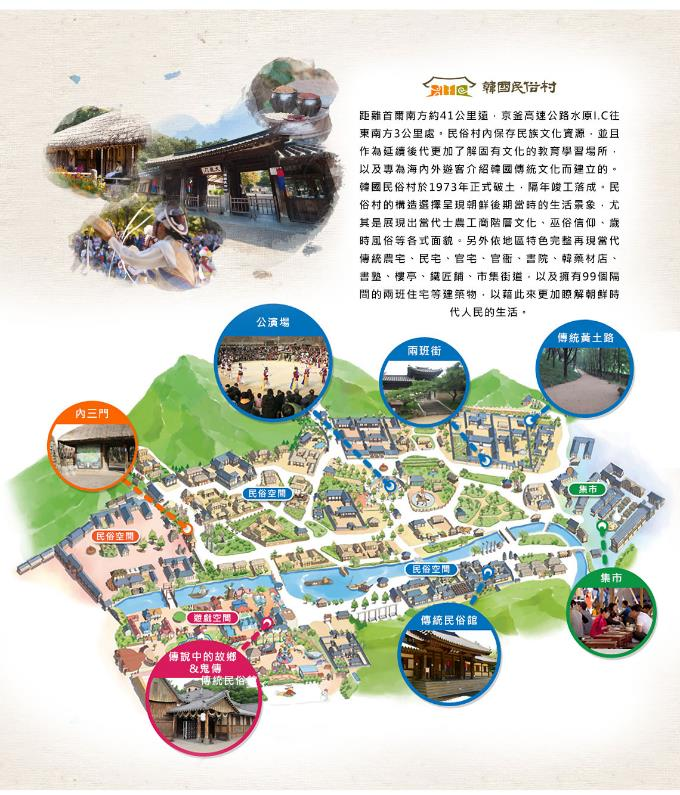 韓國民俗村
距離首爾南方約41公里遠，京釜高速公路水原I.C往
東南方3公里處。民俗村內保存民族文化資源，並且
作為延續後代更加了解固有文化的教育學習場所，
以及專為海內外遊客介紹韓國傳統文化而建立的。
韓國民俗村於1973年正式破土，隔年竣工落成。民
俗村的構造選擇呈現朝鮮後期當時的生活景象，尤
其是展現出當代士農工商階層文化、巫俗信仰、歲
時風俗等各式面貌。另外依地區特色完整再現當代
傳統農宅、民宅、官宅、官衙、書院、韓藥材店、
書塾、樓亭、鐵匠鋪、市集街道，以及擁有99個隔
間的兩班住宅等建築物，以藉此來更加瞭解朝鮮時
代人民的生活。
公演場
兩班街
傳統黃土路
內三門
民俗空間
集市
民俗空間
民俗空間
集市
遊戲空間
傳統民俗館
傳說中的故鄉
&鬼傳
傳統民俗